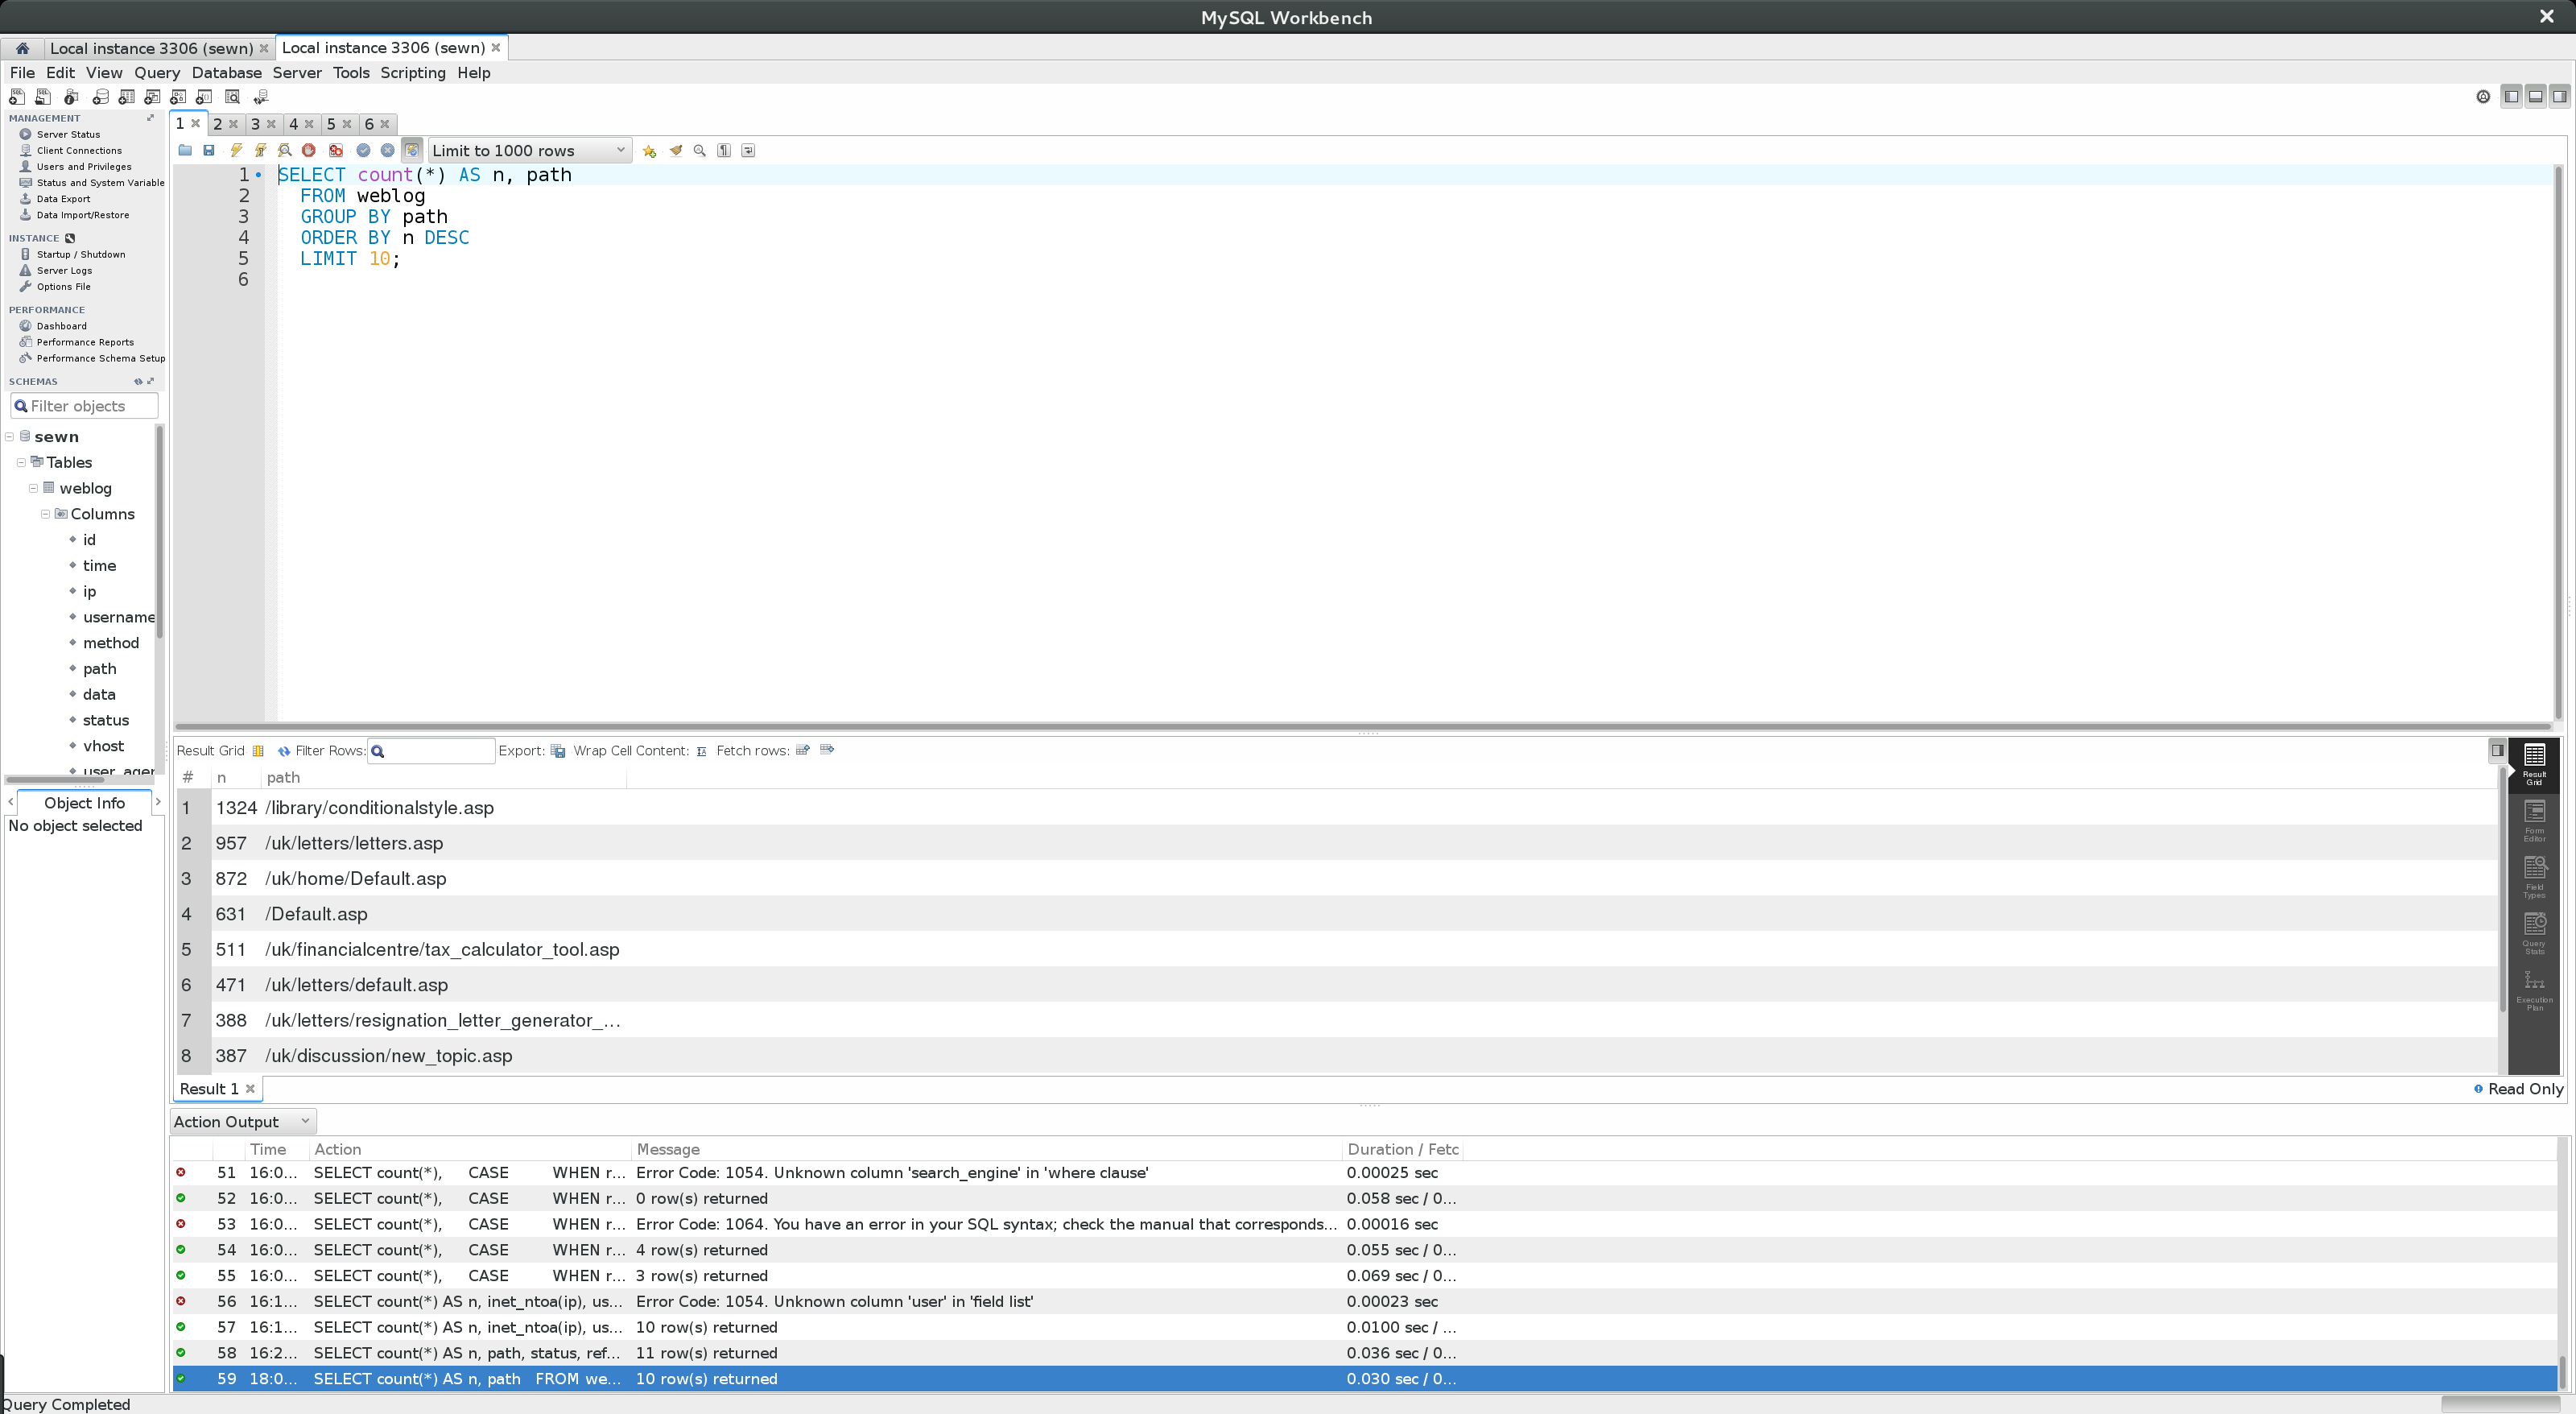 MySQL Workbench
Local instance 3306 (sewn) Local instance 3306 (sewn)
File Edit View Query Database Server Tools Scripting Help
MANAGEMENT
Server Status
Client Connections
Users and Privileges
Status and System Variable
Data Export
Data Import/Restore
INSTANCE
Startup / Shutdown
Server Logs
Options File
PERFORMANCE
Dashboard
Performance Reports
Performance Schema Setup
SCHEMAS
Filter objects
sewn
Tables
weblog
Columns
id
time
ip
username
method
path
data
status
vhost
user_agen
Object Info
No object selected
1 2 3 4 5 6
Limit to 1000 rows
1 SELECT count(*) AS n, path
2 FROM weblog
3 GROUP BY path
4 ORDER BY n DESC
5 LIMIT 10;
6
Result Grid Filter Rows: Export: Wrap Cell Content: Fetch rows:
# n path
1 1324 /library/conditionalstyle.asp
2 957 /uk/letters/letters.asp
3 872 /uk/home/Default.asp
4 631 /Default.asp
5 511 /uk/financialcentre/tax_calculator_tool.asp
6 471 /uk/letters/default.asp
7 388 /uk/letters/resignation_letter_generator_...
8 387 /uk/discussion/new_topic.asp
Result
Grid
Form
Editor
Field
Types
Query
Stats
Execution
Plan
Result 1 Read Only
Action Output
Time Action Message Duration / Fetc
51 16:0... SELECT count(*), CASE WHEN r... Error Code: 1054. Unknown column 'search_engine' in 'where clause' 0.00025 sec
52 16:0... SELECT count(*), CASE WHEN r... 0 row(s) returned 0.058 sec / 0...
53 16:0... SELECT count(*), CASE WHEN r... Error Code: 1064. You have an error in your SQL syntax; check the manual that corresponds... 0.00016 sec
54 16:0... SELECT count(*), CASE WHEN r... 4 row(s) returned 0.055 sec / 0...
55 16:0... SELECT count(*), CASE WHEN r... 3 row(s) returned 0.069 sec / 0...
56 16:1... SELECT count(*) AS n, inet_ntoa(ip), us... Error Code: 1054. Unknown column 'user' in 'field list' 0.00023 sec
57 16:1... SELECT count(*) AS n, inet_ntoa(ip), us... 10 row(s) returned 0.0100 sec / ...
58 16:2... SELECT count(*) AS n, path, status, ref... 11 row(s) returned 0.036 sec / 0...
59 18:0... SELECT count(*) AS n, path FROM we... 10 row(s) returned 0.030 sec / 0...
Query Completed